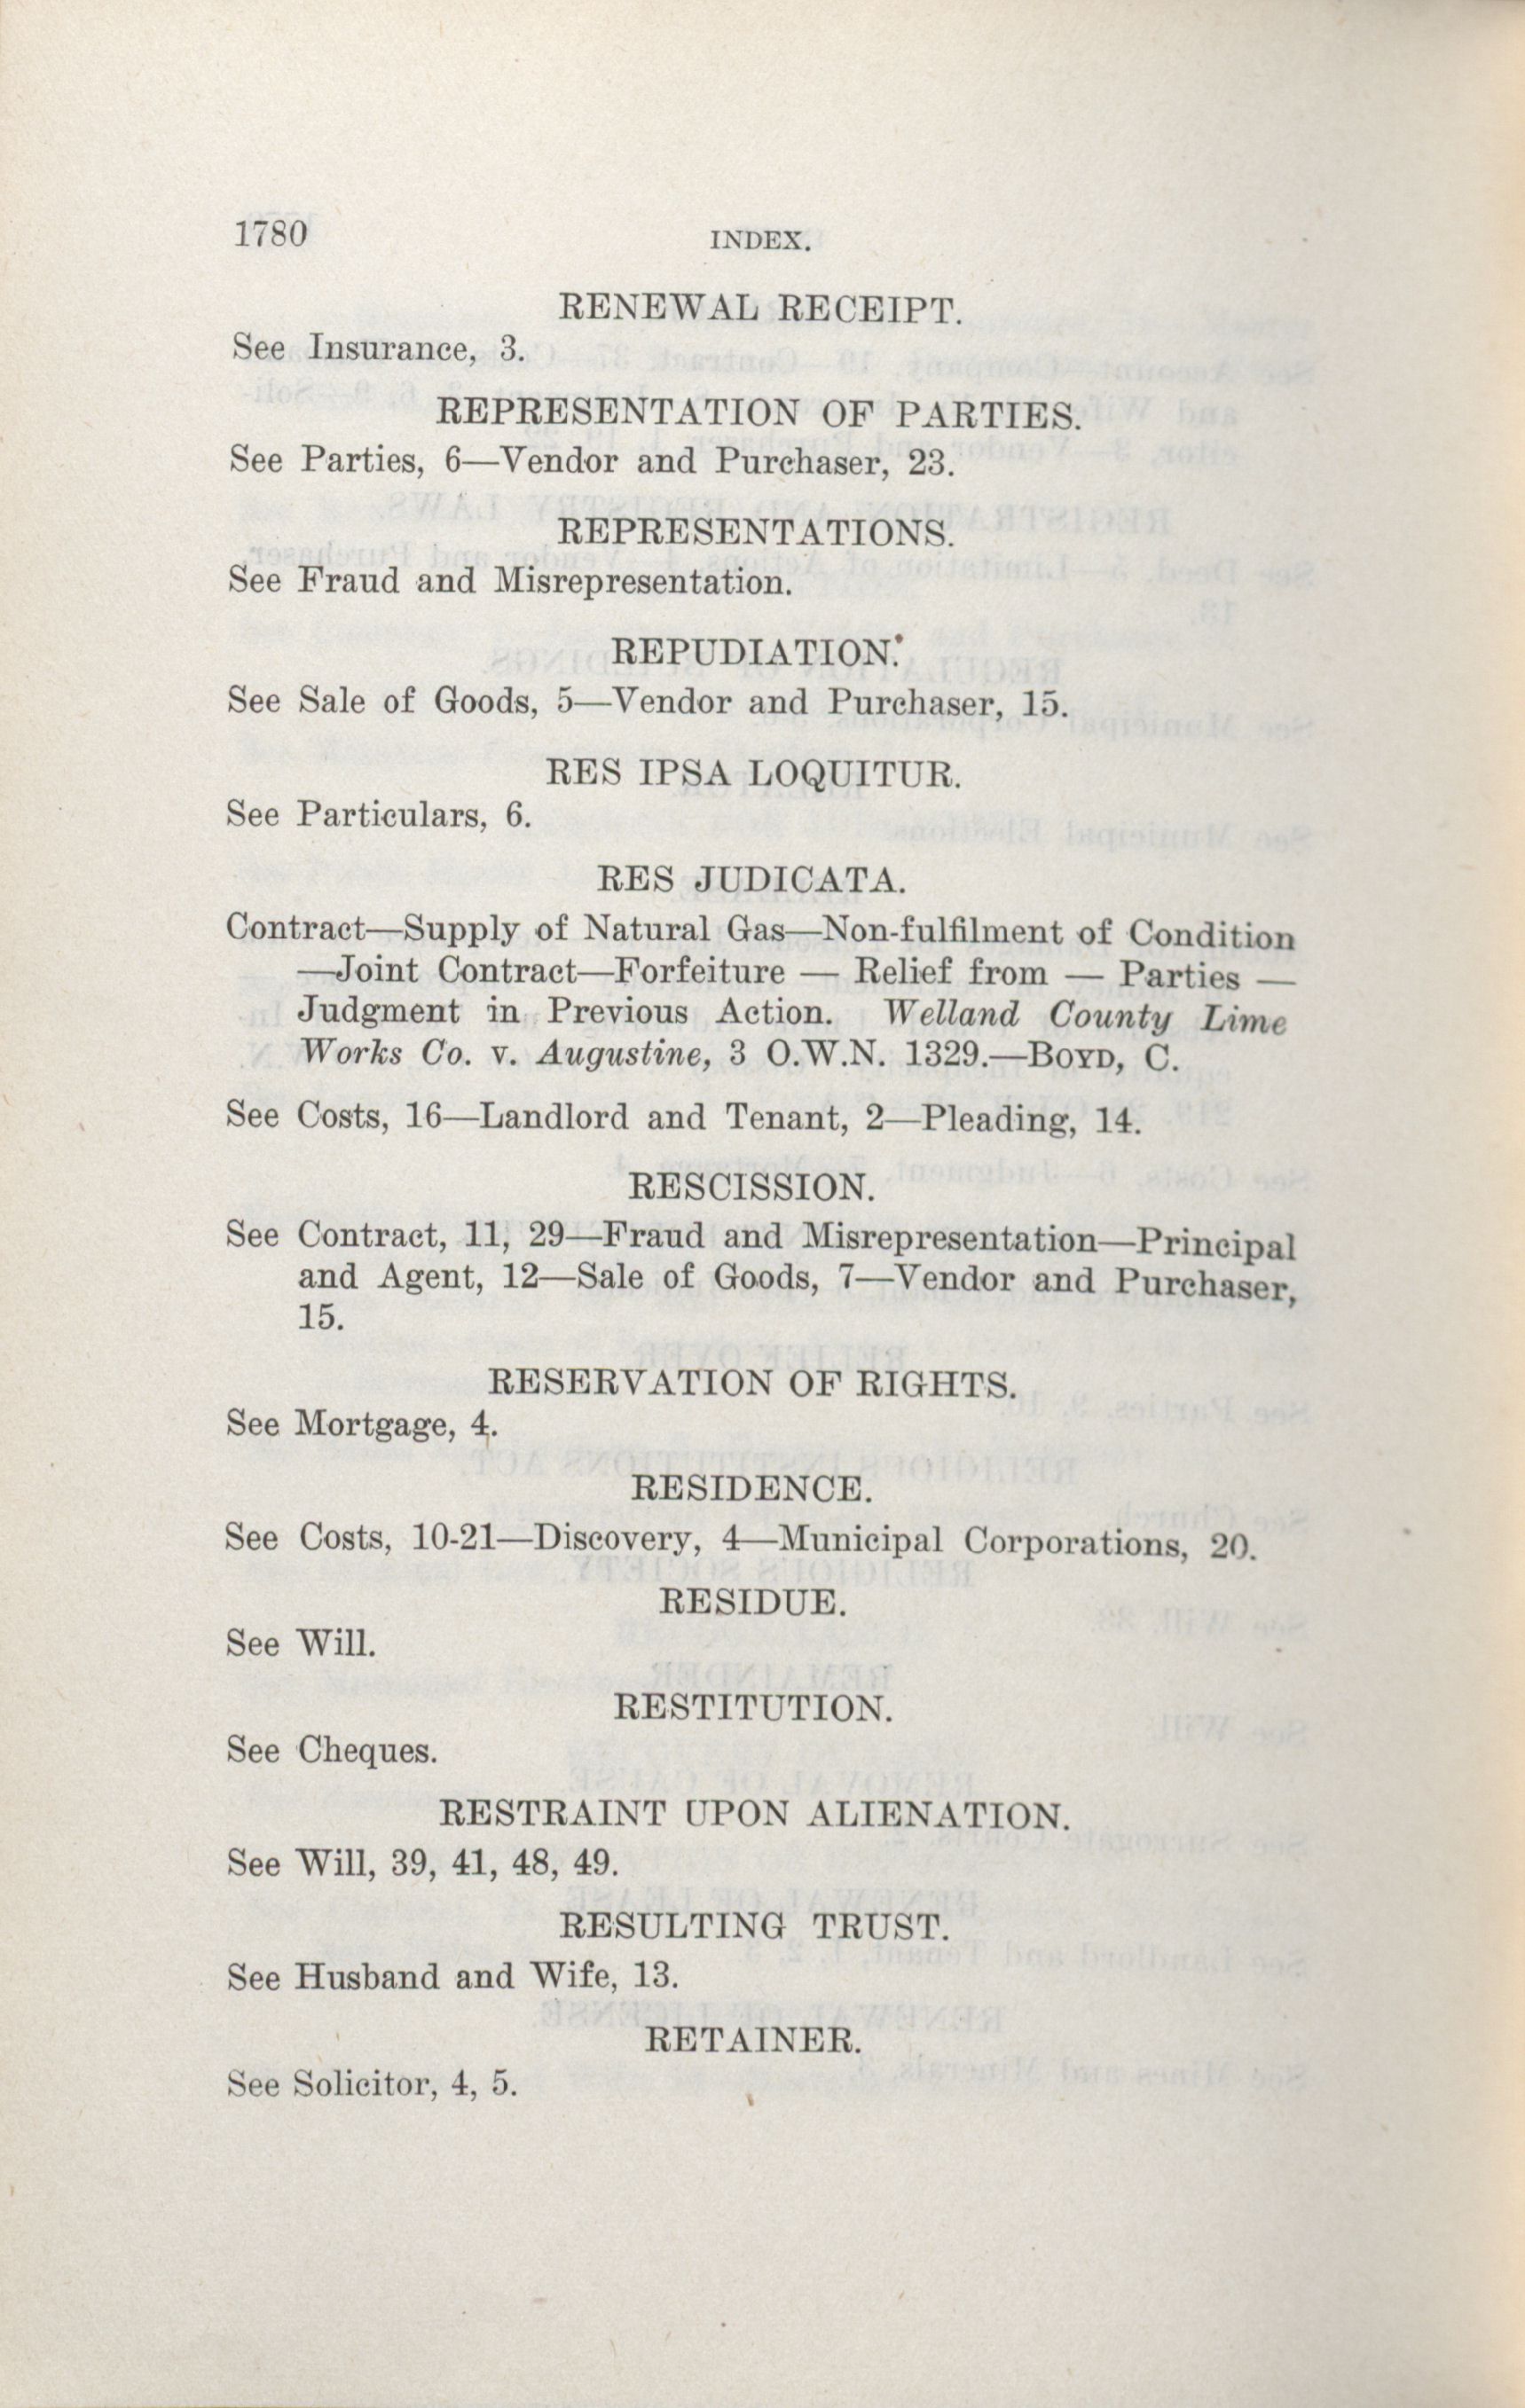 1780
INDEX.
RENEWAL RECEIPT.
See Insurance, 3.
REPRESENTATION OF PARTIES.
See Parties, 6—Vendor and Purchaser, 23.
REPRESENTATIONS.
See Fraud and Misrepresentation.
REPUDIATION.
See Sale of Goods, 5—Vendor and Purchaser, 15.
RES IPSA LOQUITUR.
See Particulars, 6.
RES JUDICATA.
Contract—Supply of Natural Gas—Non-fulfilment of Condition
—Joint Contract—Forfeiture — Relief from — Parties —
Judgment in Previous Action. Welland County Lime
Works Co. v. Augustine, 3 O.W.N. 1329.—BOYD, C.
See Costs, 16—Landlord and Tenant, 2—Pleading, 14.
RESCISSION.
See Contract, 11, 29—Fraud and Misrepresentation—Principal
and Agent, 12—Sale of Goods, 7—Vendor and Purchaser,
15.
RESERVATION OF RIGHTS.
See Mortgage, 4.
RESIDENCE.
See Costs, 10-21—Discovery, 4—Municipal Corporations, 20.
RESIDUE.
See Will.
RESTITUTION.
See Cheques.
RESTRAINT UPON ALIENATION.
See Will, 39, 41, 48, 49.
RESULTING TRUST.
See Husband and Wife, 13.
RETAINER.
See Solicitor, 4, 5.